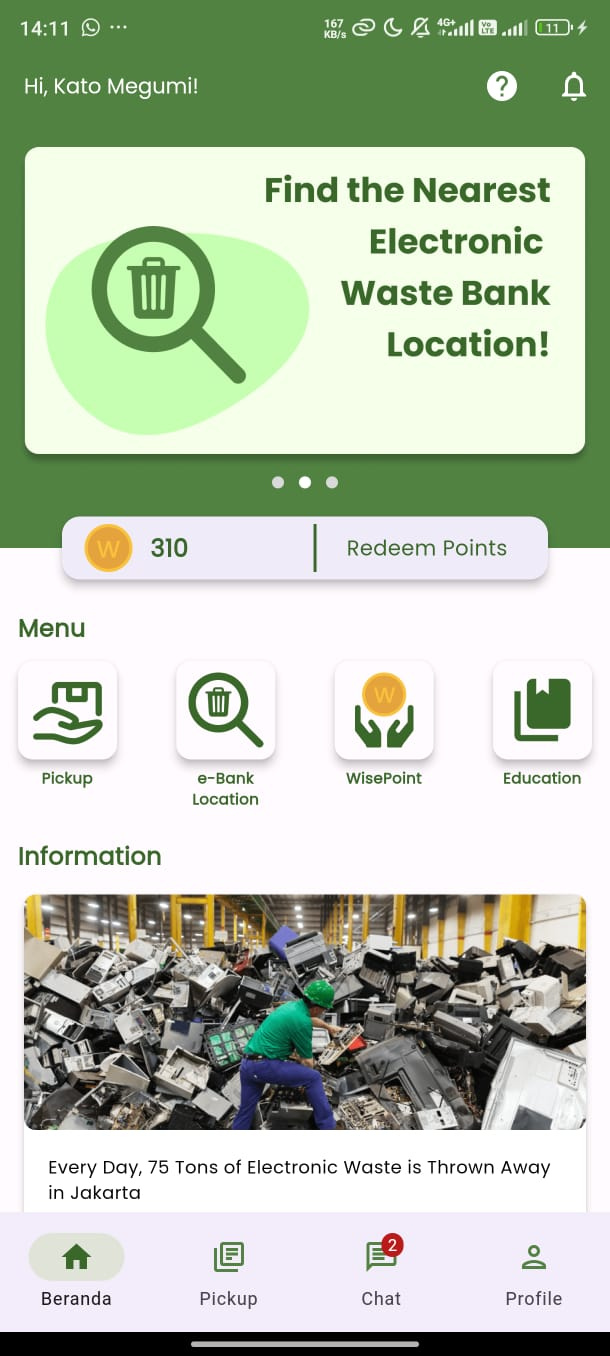 14:11 ...
167
KB/s
4G+
Vo
LTE
11
Hi, Kato Megumi!
Find the Nearest
Electronic
Waste Bank
Location!
W 310
Redeem Points
Menu
W
Pickup
e-Bank
Location
WisePoint
Education
Information
Every Day, 75 Tons of Electronic Waste is Thrown Away
in Jakarta
2
Beranda
Pickup
Chat
Profile